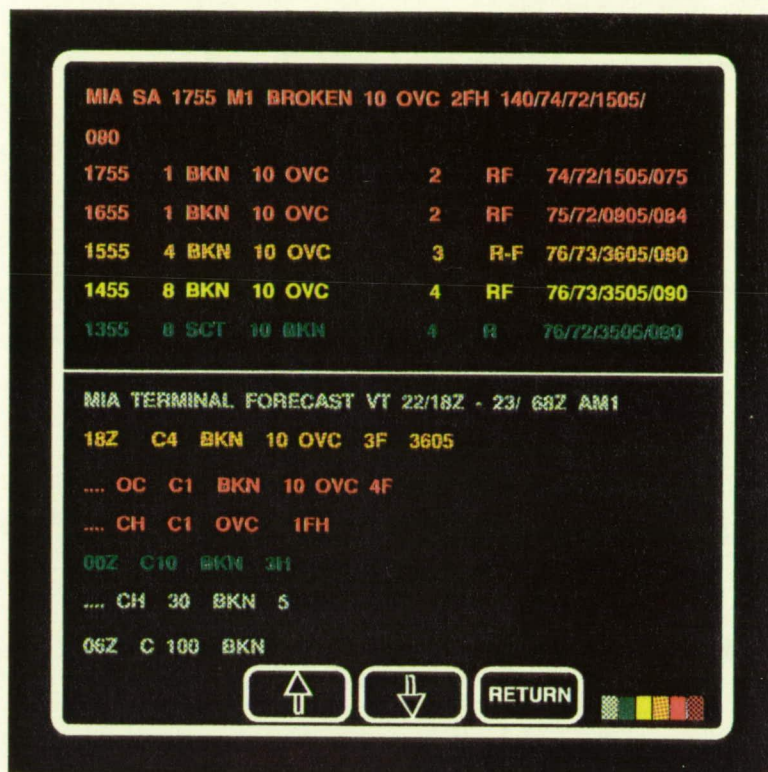 MIA SA 1755 M1 BROKEN 10 OVC 2FH 140/74/72/1505/
080
1755 1 BKN 10 OVC 2 RF 74/72/1505/075
1655 1 BKN 10 OVC 2 RF 75/72/0805/084
1555 4 BKN 10 OVC 3 R-F 76/73/3605/080
1455 8 BKN 10 OVC 4 RF 76/73/3505/090
1355 8 SCT 10 BKN 4 R 76/72/3505/080
MIA TERMINAL FORECAST VT 22/18Z - 23/ 68Z AM1
18Z C4 BKN 10 OVC 3F 3605
.... OC C1 BKN 10 OVC 4F
.... CH C1 OVC 1FH
00Z C10 BKN 3H
.... CH 30 BKN 5
06Z C 100 BKN
RETURN